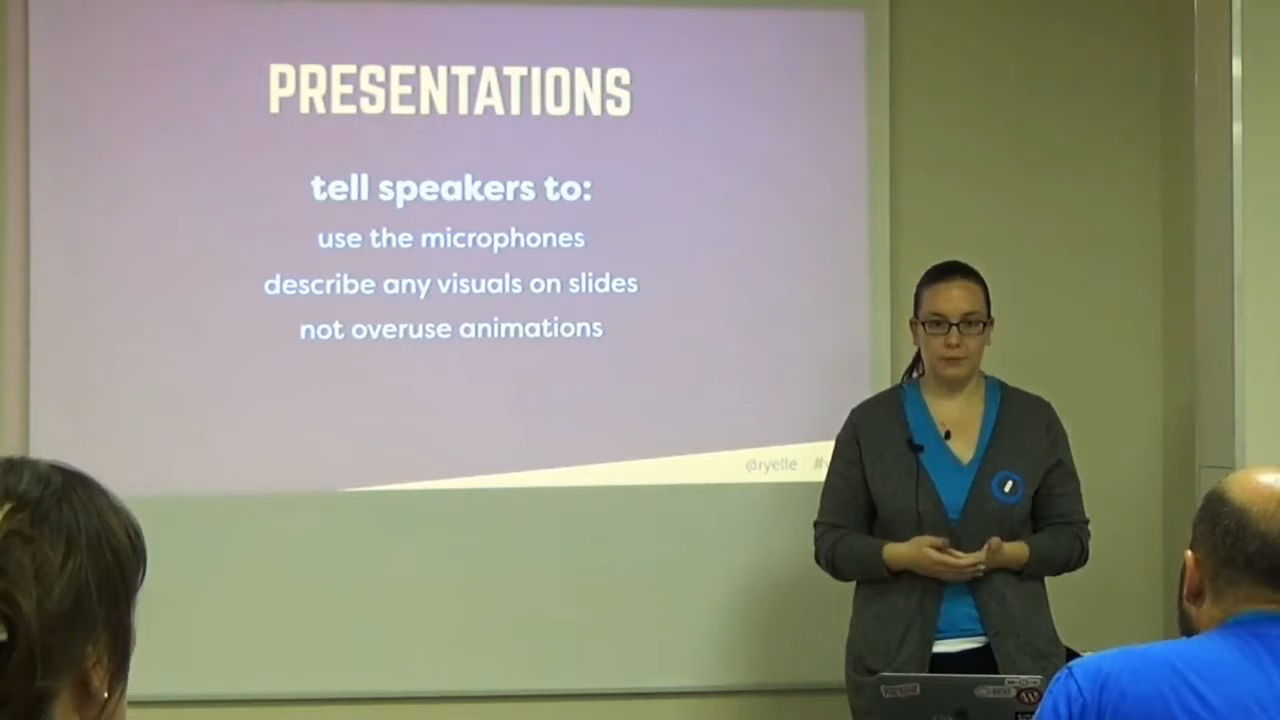 PRESENTATIONS
tell speakers to:
use the microphones
describe any visuals on slides
not overuse animations
@ryelle